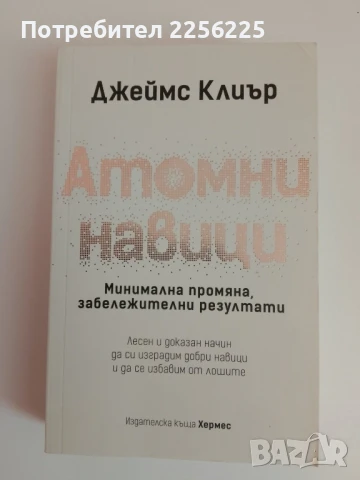 Потребител 2256225
Джеймс Клиър
Атомни
навици
Минимална промяна,
забележителни резултати
Лесен и доказан начин
да си изградим добри навици
и да се избавим от лошите
Издателска къща Хермес
BAZAR